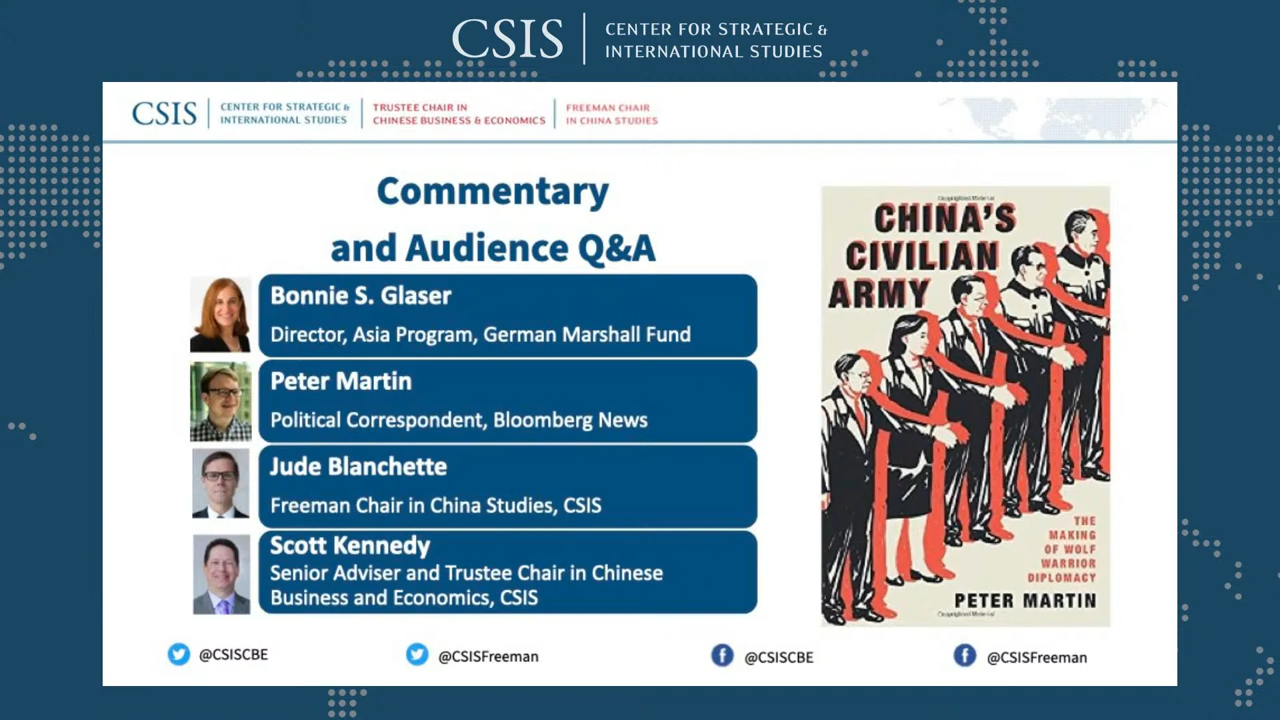 CSIS
CENTER FOR STRATEGIC &
INTERNATIONAL STUDIES
CSIS
CENTER FOR STRATEGIC &
INTERNATIONAL STUDIES
TRUSTEE CHAIR IN
CHINESE BUSINESS & ECONOMICS
FREEMAN CHAIR
IN CHINA STUDIES
Commentary
and Audience Q&A
Bonnie S. Glaser
Director, Asia Program, German Marshall Fund
Peter Martin
Political Correspondent, Bloomberg News
Jude Blanchette
Freeman Chair in China Studies, CSIS
Scott Kennedy
Senior Adviser and Trustee Chair in Chinese
Business and Economics, CSIS
Copyrighted Material
CHINA'S
CIVILIAN
ARMY
THE
MAKING
OF WOLF
WARRIOR
DIPLOMACY
PETER MARTIN
Copyrighted Material
@CSISCBE
@CSISFreeman
@CSISCBE
@CSISFreeman